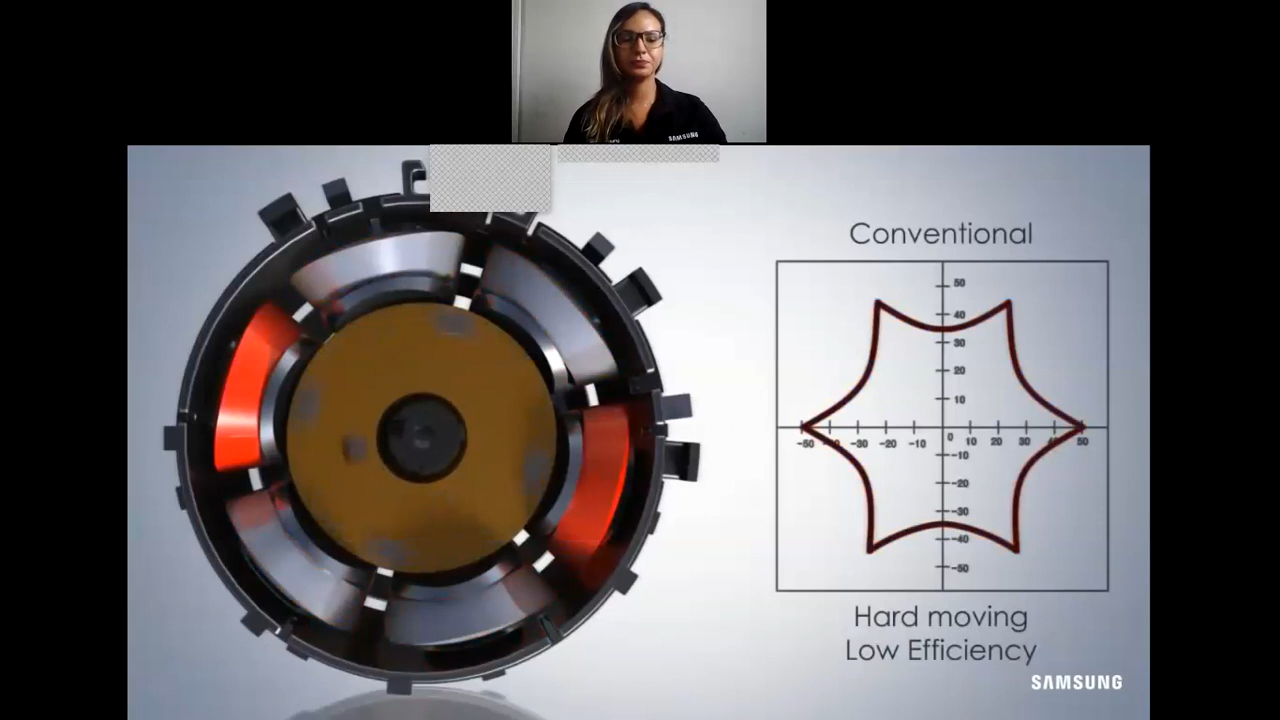 SAMSUNG
Conventional
50
40
30
20
10
-50 -30 -20 -10 0 10 20 30 40 50
-10
-20
-30
-40
-50
Hard moving
Low Efficiency
SAMSUNG